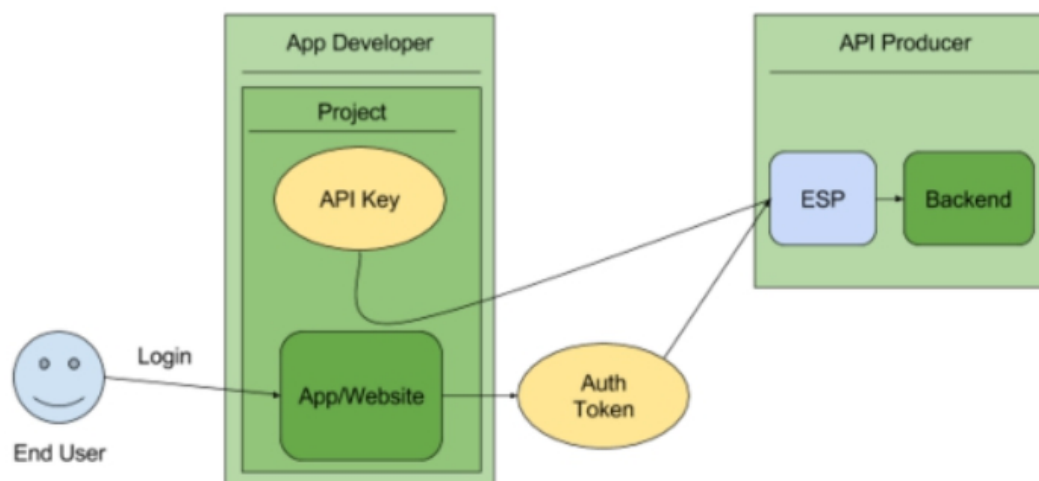 App Developer
API Producer
Project
API Key
ESP
Backend
Login
App/Website
Auth
Token
End User